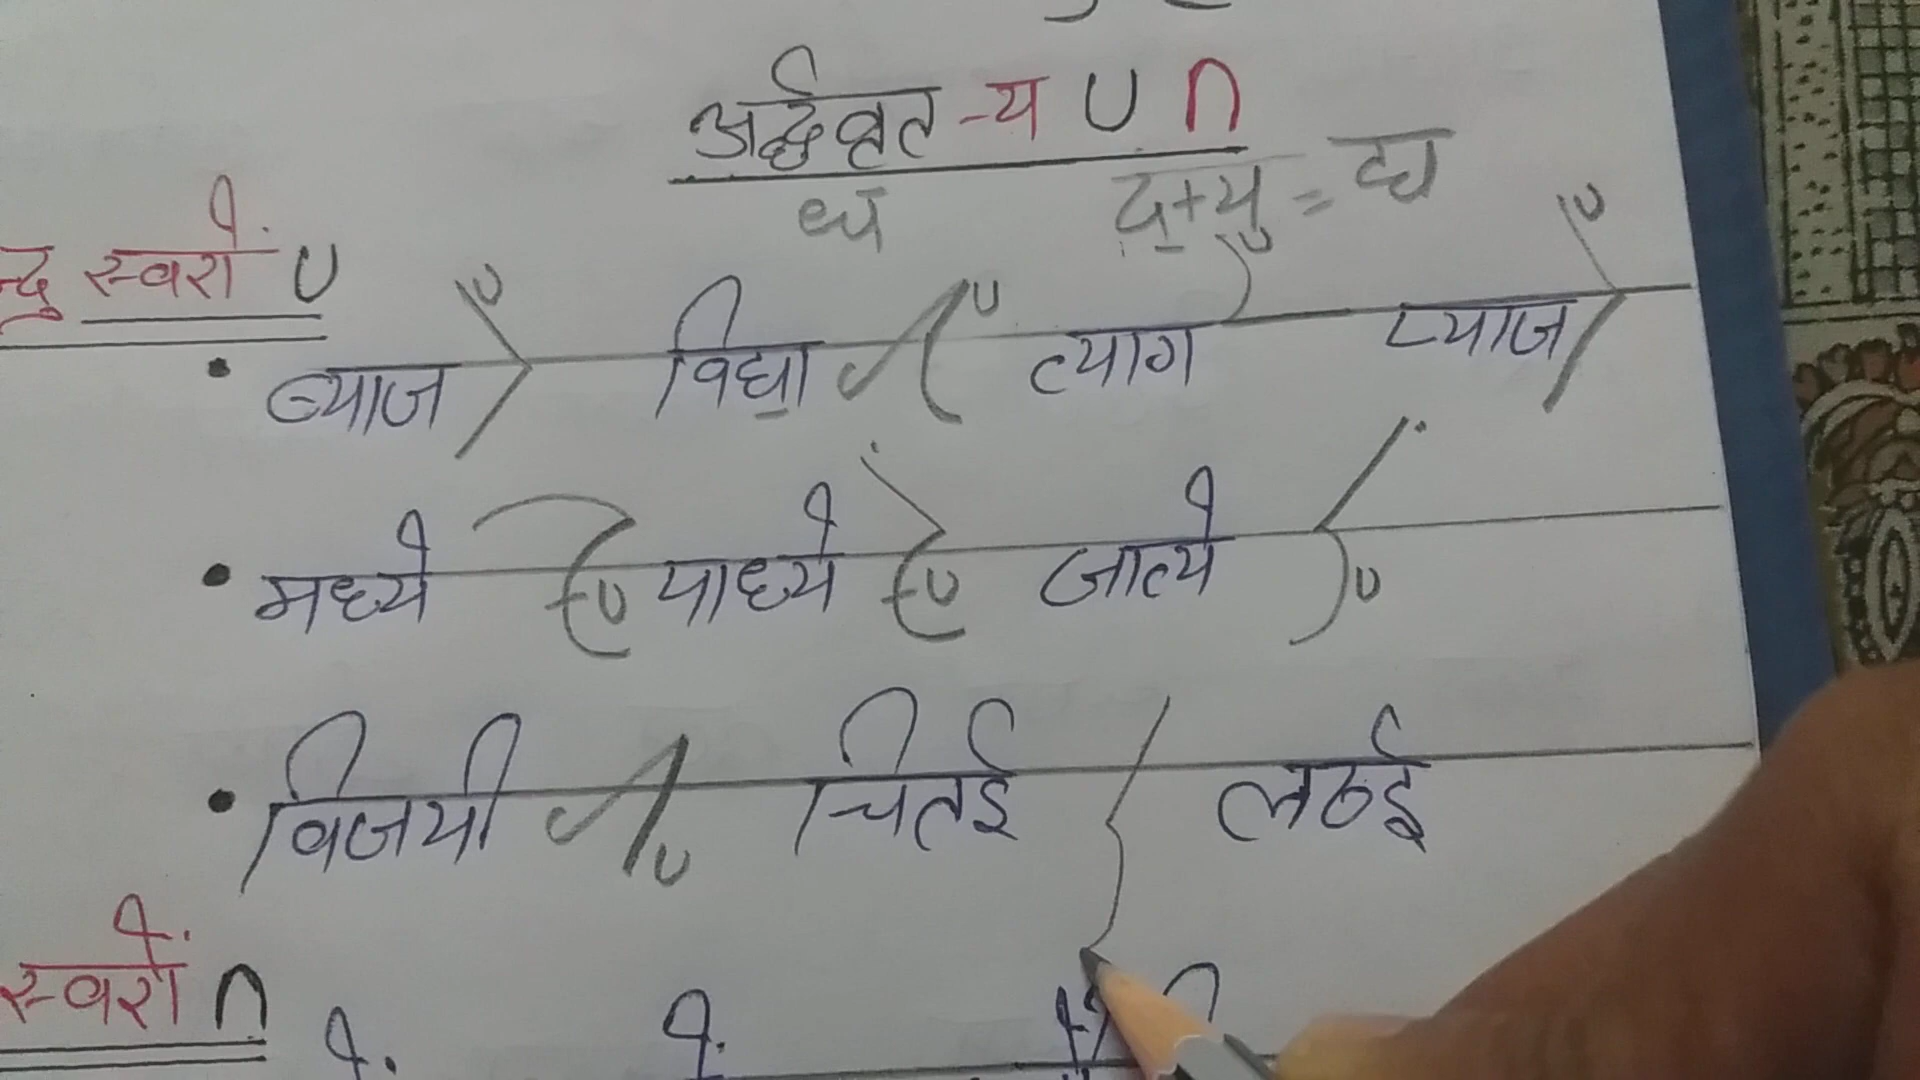 अर्द्धवृत -य ∪ ∩
ध्य द्+य् = द्य
न्दु स्वरों ∪
ब्याज विद्या त्याग प्याज
मध्ये पाध्ये जात्ये
विजयी चितई लठई
स्वरों ∩